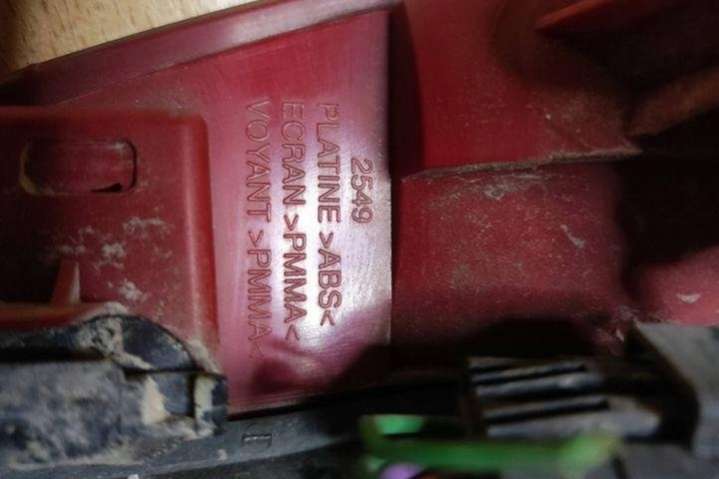 2549
PLATINE >ABS<
ECRAN >PMMA<
VOYANT >PMMA<